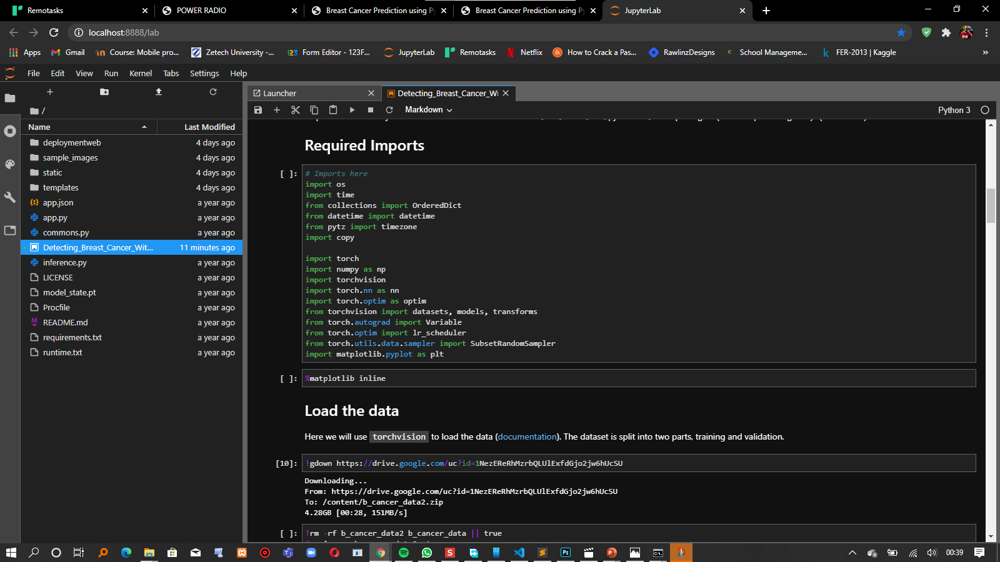 Remotasks
POWER RADIO
Breast Cancer Prediction using P
Breast Cancer Prediction using P
JupyterLab
localhost:8888/lab
Apps
Gmail
Course: Mobile pro...
Zetech University -...
Form Editor - 123F...
JupyterLab
Remotasks
Netflix
How to Crack a Pas...
RawlinzDesigns
School Manageme...
FER-2013 | Kaggle
File Edit View Run Kernel Tabs Settings Help
/
Name Last Modified
deploymentweb 4 days ago
sample_images 4 days ago
static 4 days ago
templates 4 days ago
app.json a year ago
app.py a year ago
commons.py a year ago
Detecting_Breast_Cancer_Wit... 11 minutes ago
inference.py a year ago
LICENSE a year ago
model_state.pt a year ago
Procfile a year ago
README.md a year ago
requirements.txt a year ago
runtime.txt a year ago
Launcher
Detecting_Breast_Cancer_Wi
Markdown
Python 3
Required Imports
[ ]:
# Imports here
import os
import time
from collections import OrderedDict
from datetime import datetime
from pytz import timezone
import copy
import torch
import numpy as np
import torchvision
import torch.nn as nn
import torch.optim as optim
from torchvision import datasets, models, transforms
from torch.autograd import Variable
from torch.optim import lr_scheduler
from torch.utils.data.sampler import SubsetRandomSampler
import matplotlib.pyplot as plt
[ ]: %matplotlib inline
Load the data
Here we will use torchvision to load the data (documentation). The dataset is split into two parts, training and validation.
[10]: !gdown https://drive.google.com/uc?id=1NezEReRhMzrbQLUlExfdGjo2jw6hUcSU
Downloading...
From: https://drive.google.com/uc?id=1NezEReRhMzrbQLUlExfdGjo2jw6hUcSU
To: /content/b_cancer_data2.zip
4.28GB [00:28, 151MB/s]
[ ]: !rm -rf b_cancer_data2 b_cancer_data || true
00:39